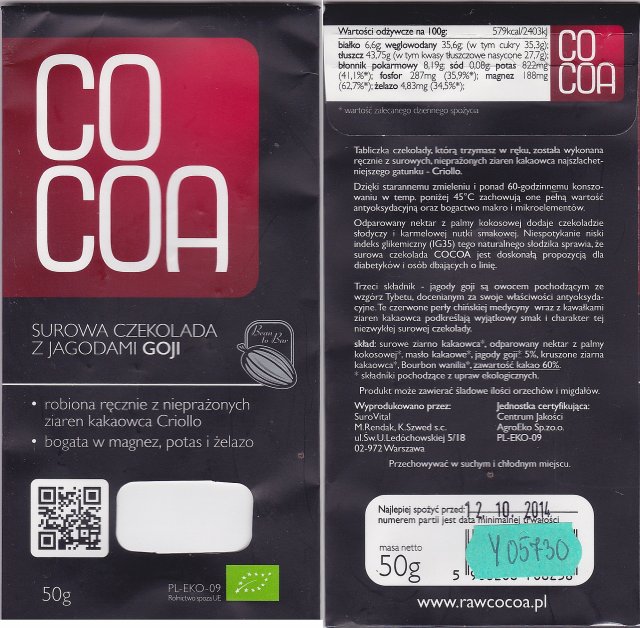 CO
COA
SUROWA CZEKOLADA
Z JAGODAMI GOJI
Bean
to Bar
• robiona ręcznie z nieprażonych
ziaren kakaowca Criollo
• bogata w magnez, potas i żelazo
50g
PL-EKO-09
Rolnictwo spoza UE
Wartości odżywcze na 100g: 579kcal/2403kJ
białko 6,6g; węglowodany 35,6g; (w tym cukry 35,3g);
tłuszcz 43,75g (w tym kwasy tłuszczowe nasycone 27,7g);
błonnik pokarmowy 8,19g; sód 0,08g; potas 822mg
(41,1%*); fosfor 287mg (35,9%*); magnez 188mg
(62,7%*); żelazo 4,83mg (34,5%*);
CO
COA
* wartość zalecanego dziennego spożycia
Tabliczka czekolady, którą trzymasz w ręku, została wykonana
ręcznie z surowych, nieprażonych ziaren kakaowca najszlachet-
niejszego gatunku - Criollo.
Dzięki starannemu zmieleniu i ponad 60-godzinnemu konszo-
waniu w temp. poniżej 45°C zachowują one pełną wartość
antyoksydacyjną oraz bogactwo makro i mikroelementów.
Odparowany nektar z palmy kokosowej dodaje czekoladzie
słodyczy i karmelowej nutki smakowej. Niespotykanie niski
indeks glikemiczny (IG35) tego naturalnego słodzika sprawia, że
surowa czekolada COCOA jest doskonałą propozycją dla
diabetyków i osób dbających o linię.
Trzeci składnik - jagody goji są owocem pochodzącym ze
wzgórz Tybetu, docenianym za swoje właściwości antyoksyda-
cyjne. Te czerwone perły chińskiej medycyny wraz z kawałkami
ziaren kakaowca podkreślają wyjątkowy smak i charakter tej
niezwykłej surowej czekolady.
skład: surowe ziarno kakaowca*, odparowany nektar z palmy
kokosowej*, masło kakaowe*, jagody goji* 5%, kruszone ziarna
kakaowca*, Bourbon wanilia*, zawartość kakao 60%.
* składniki pochodzące z upraw ekologicznych.
Produkt może zawierać śladowe ilości orzechów i migdałów.
Wyprodukowano przez:
SuroVital
M.Rendak, K.Szwed s.c.
ul.Sw.U.Ledóchowskiej 5/18
02-972 Warszawa
Jednostka certyfikująca:
Centrum Jakości
AgroEko Sp.zo.o.
PL-EKO-09
Przechowywać w suchym i chłodnym miejscu.
Najlepiej spożyć przed: 12. 10. 2014
numerem partii jest data minimalnej trwałości
masa netto
50g
Y05730
www.rawcocoa.pl